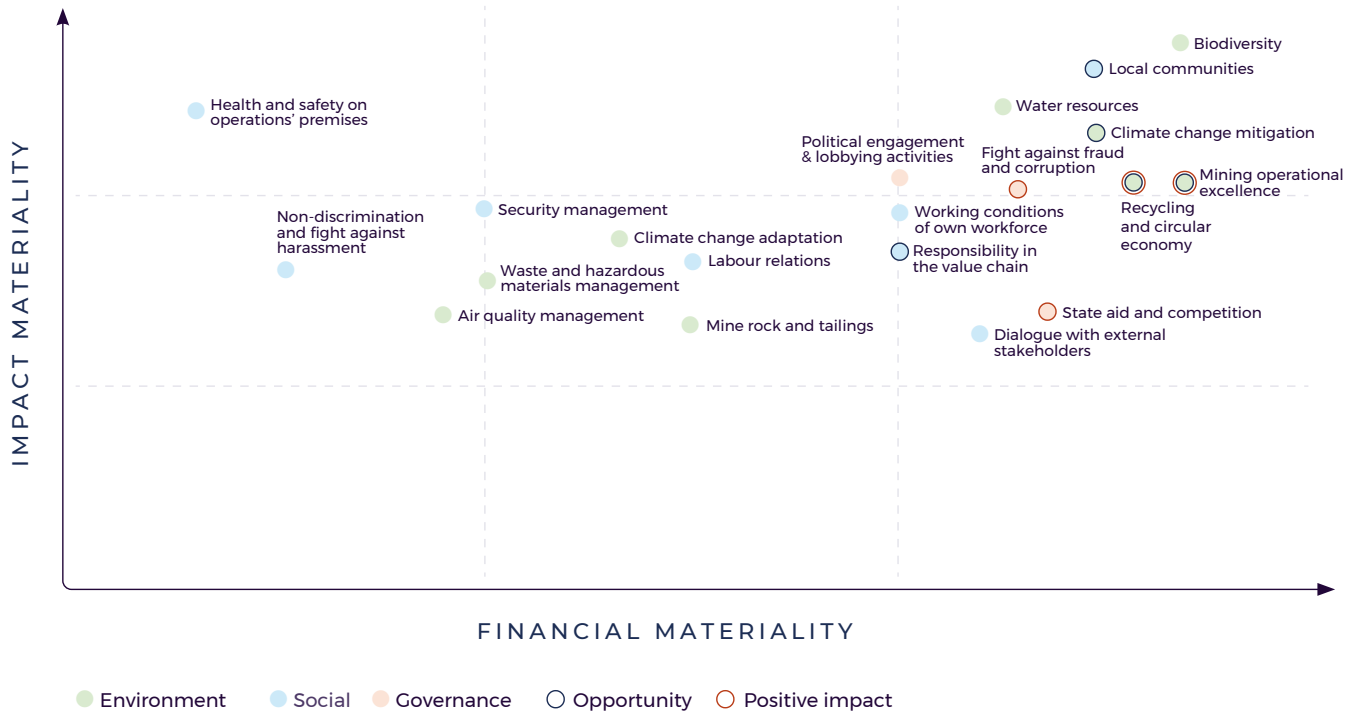 Biodiversity
Local communities
Health and safety on
operations' premises
Water resources
Climate change mitigation
Political engagement
& lobbying activities
Fight against fraud
and corruption
Mining operational
excellence
Recycling
and circular
economy
Non-discrimination
and fight against
harassment
Security management
Working conditions
of own workforce
Climate change adaptation
Labour relations
Responsibility in
the value chain
Waste and hazardous
materials management
Air quality management
Mine rock and tailings
State aid and competition
Dialogue with external
stakeholders
IMPACT MATERIALITY
FINANCIAL MATERIALITY
Environment
Social
Governance
Opportunity
Positive impact